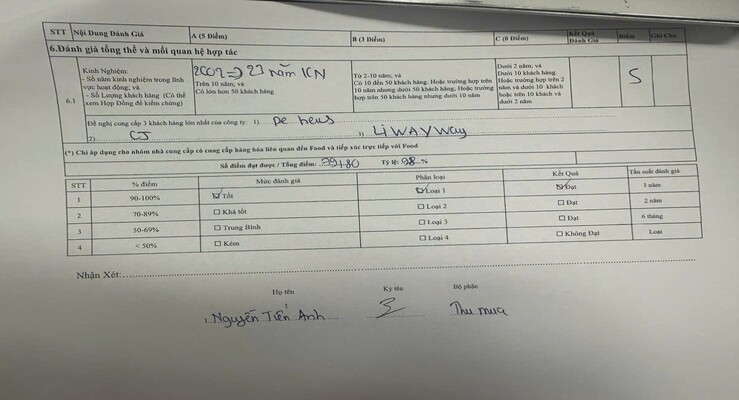 STT Nội Dung Đánh Giá A (5 Điểm) B (3 Điểm) C (0 Điểm) Kết Quả Đánh Giá Điểm Ghi Chú
6.Đánh giá tổng thể và mối quan hệ hợp tác
6.1
Kinh Nghiệm:
- Số năm kinh nghiệm trong lĩnh
vực hoạt động; và
- Số Lượng khách hàng (Có thể
xem Hợp Đồng để kiểm chứng)
2002 => 23 năm KN
Trên 10 năm; và
Có lớn hơn 50 khách hàng
Từ 2-10 năm; và
Có 10 đến 50 khách hàng. Hoặc trường hợp trên
10 năm nhưng dưới 50 khách hàng; Hoặc trường
hợp trên 50 khách hàng nhưng dưới 10 năm
Dưới 2 năm; và
Dưới 10 khách hàng.
Hoặc trường hợp trên 2
năm và dưới 10 khách
hoặc trên 10 khách và
dưới 2 năm
5
Đề nghị cung cấp 3 khách hàng lớn nhất của công ty: 1) De heus
2) CJ 3) LiWAYWay
(*) Chỉ áp dụng cho nhóm nhà cung cấp có cung cấp hàng hóa liên quan đến Food và tiếp xúc trực tiếp với Food
Số điểm đạt được / Tổng điểm: 79/80 Tỷ lệ: 98 %
STT % điểm Mức đánh giá Phân loại Kết Quả Tần suất đánh giá
1 90-100% Tốt Loại 1 Đạt 3 năm
2 70-89% Khá tốt Loại 2 Đạt 2 năm
3 50-69% Trung Bình Loại 3 Đạt 6 tháng
4 < 50% Kém Loại 4 Không Đạt Loại
Nhận Xét:
Họ tên Ký tên Bộ phận
Nguyễn Tiến Anh Thu mua